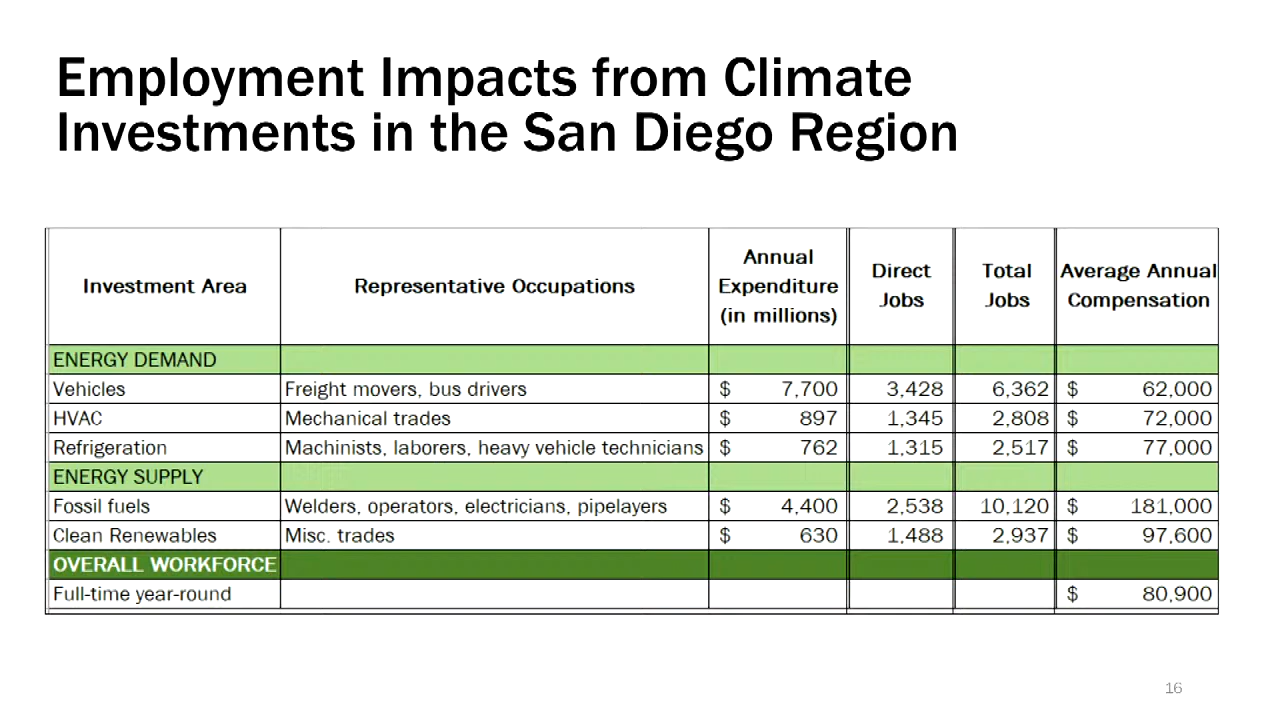 Employment Impacts from Climate
Investments in the San Diego Region
Investment Area Representative Occupations Annual Expenditure (in millions) Direct Jobs Total Jobs Average Annual Compensation
ENERGY DEMAND
Vehicles Freight movers, bus drivers $ 7,700 3,428 6,362 $ 62,000
HVAC Mechanical trades $ 897 1,345 2,808 $ 72,000
Refrigeration Machinists, laborers, heavy vehicle technicians $ 762 1,315 2,517 $ 77,000
ENERGY SUPPLY
Fossil fuels Welders, operators, electricians, pipelayers $ 4,400 2,538 10,120 $ 181,000
Clean Renewables Misc. trades $ 630 1,488 2,937 $ 97,600
OVERALL WORKFORCE
Full-time year-round $ 80,900
16